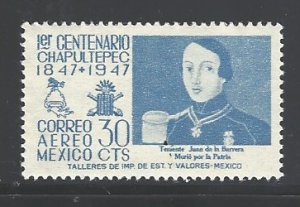 1er CENTENARIO
CHAPULTEPEC
1847 • 1947
CORREO
AEREO 30
MEXICO CTS
Teniente Juan de la Barrera
Murió por la Patria
TALLERES DE IMP. DE EST. Y VALORES-MEXICO